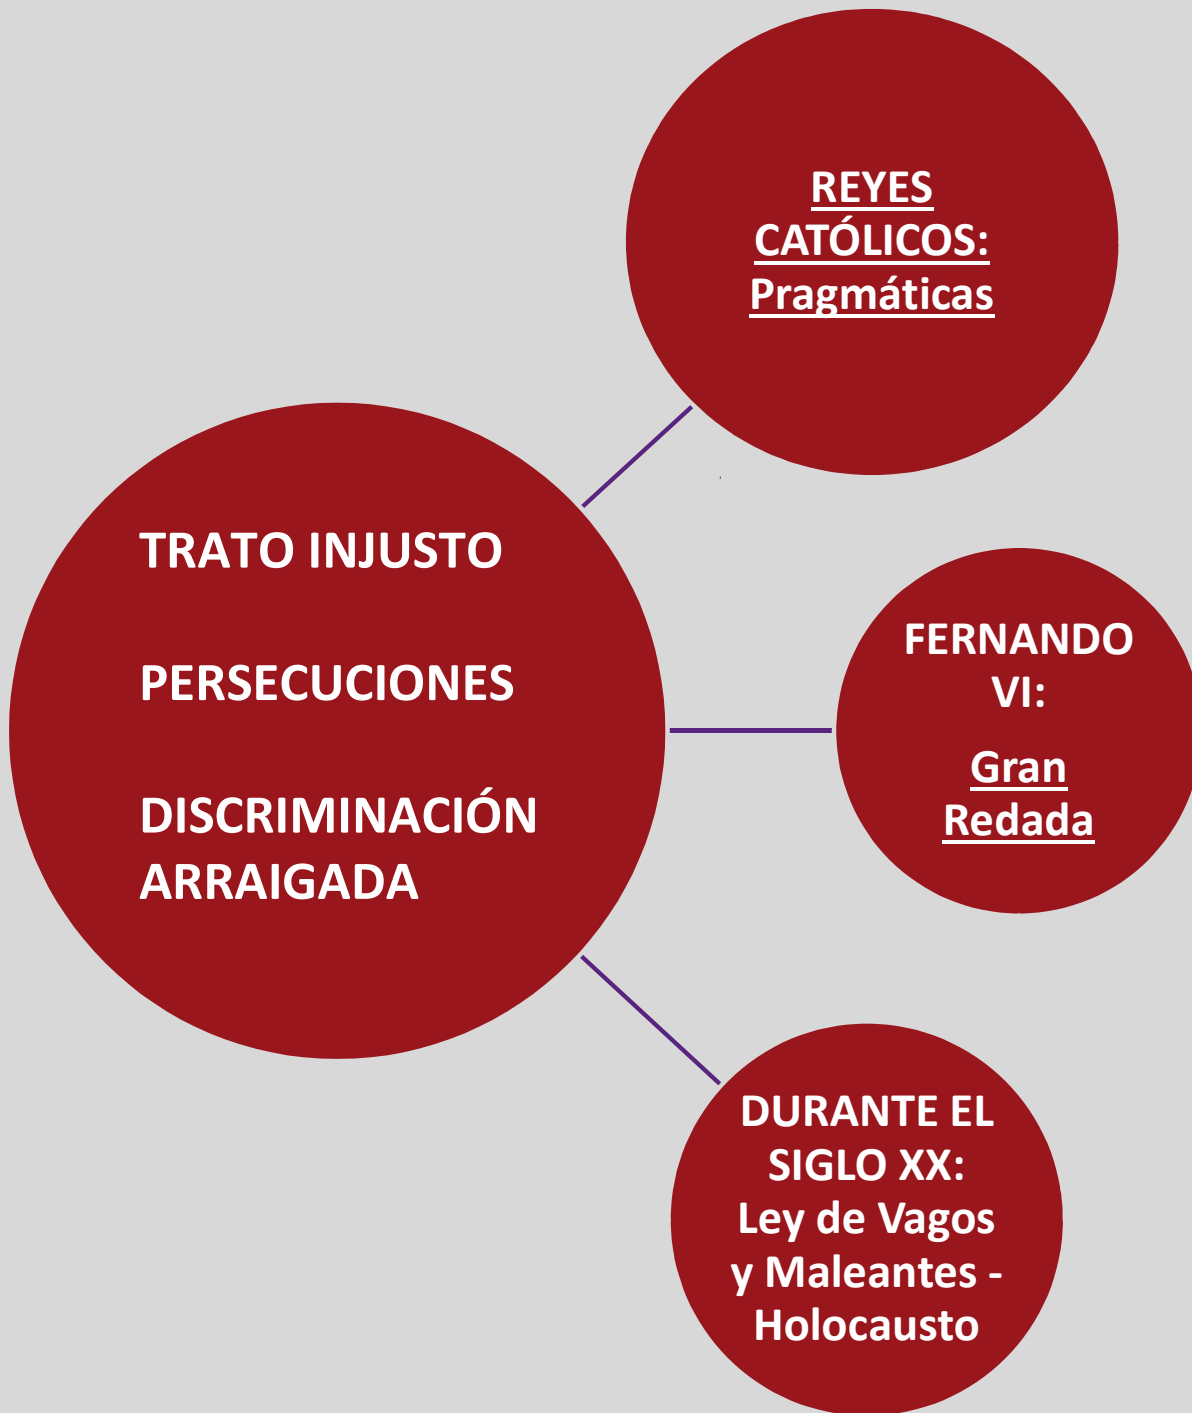 REYES
CATÓLICOS:
Pragmáticas
TRATO INJUSTO
PERSECUCIONES
DISCRIMINACIÓN
ARRAIGADA
FERNANDO
VI:
Gran
Redada
DURANTE EL
SIGLO XX:
Ley de Vagos
y Maleantes -
Holocausto